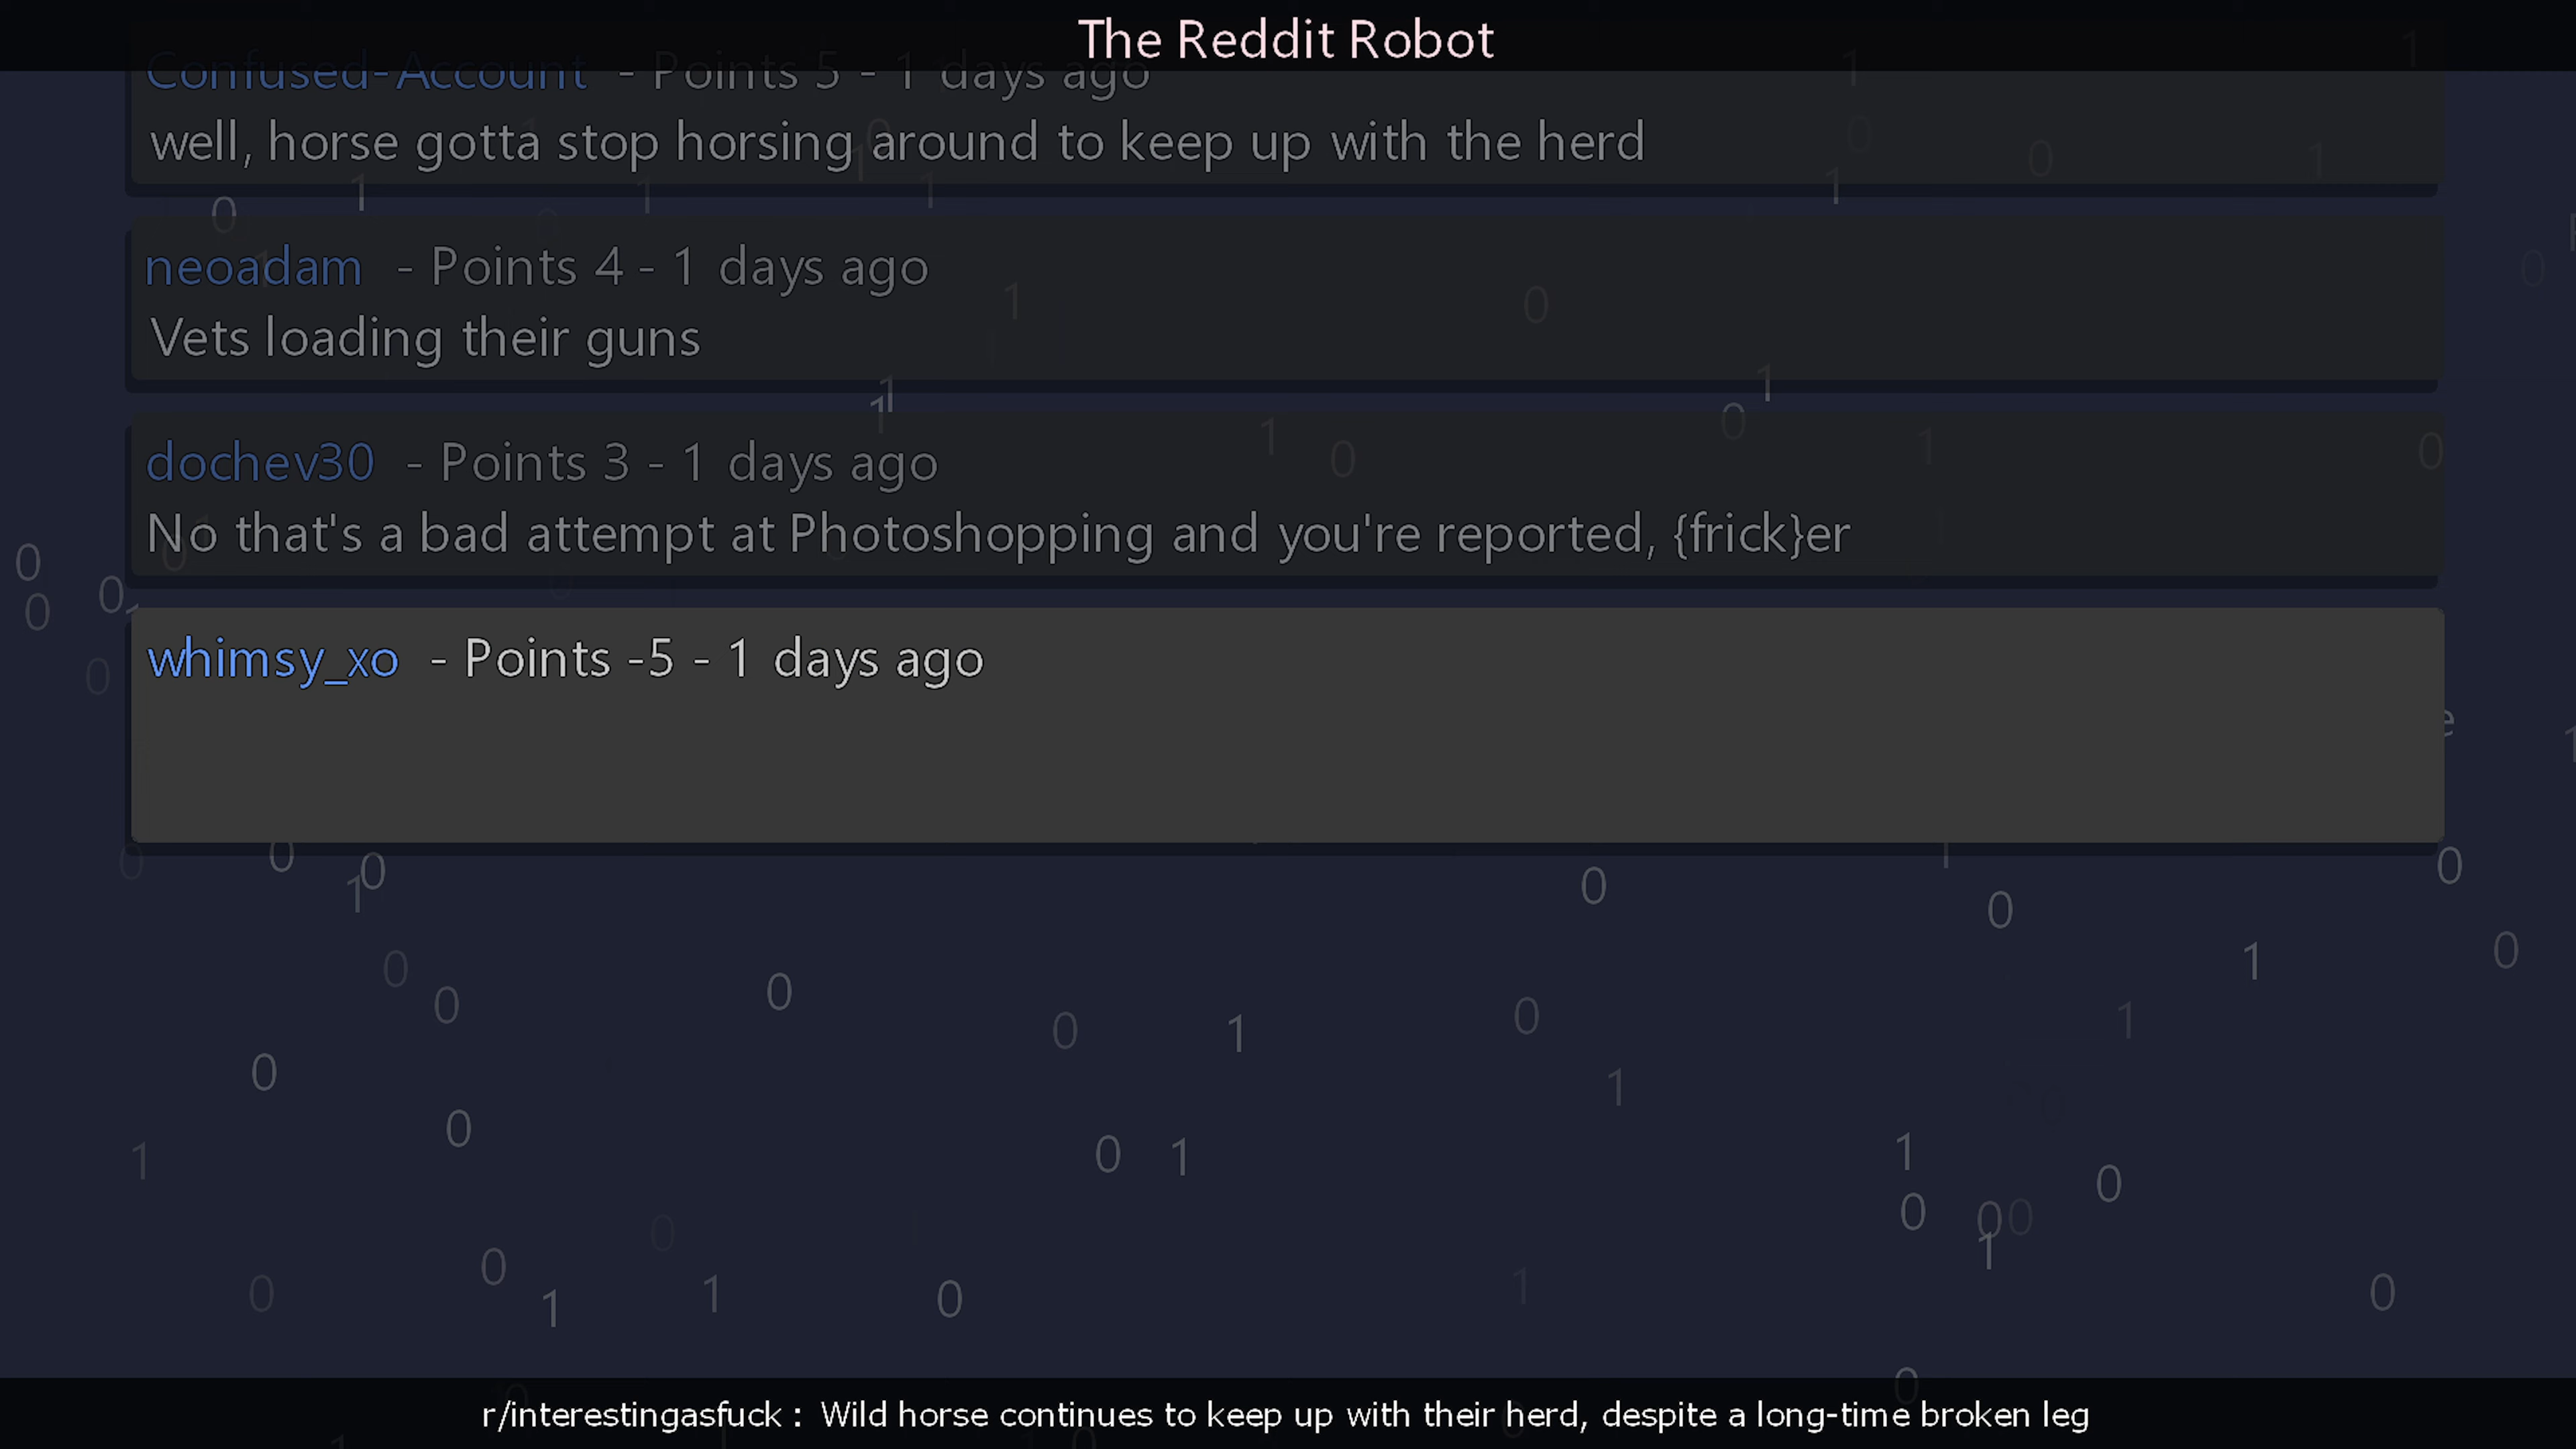 The Reddit Robot
Confused-Account - Points 5 - 1 days ago
well, horse gotta stop horsing around to keep up with the herd
neoadam - Points 4 - 1 days ago
Vets loading their guns
dochev30 - Points 3 - 1 days ago
No that's a bad attempt at Photoshopping and you're reported, {frick}er
whimsy_xo - Points -5 - 1 days ago
r/interestingasfuck : Wild horse continues to keep up with their herd, despite a long-time broken leg